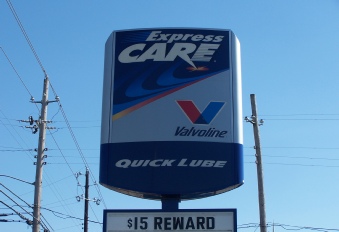 Express
CARE
Valvoline
QUICK LUBE
$15 REWARD